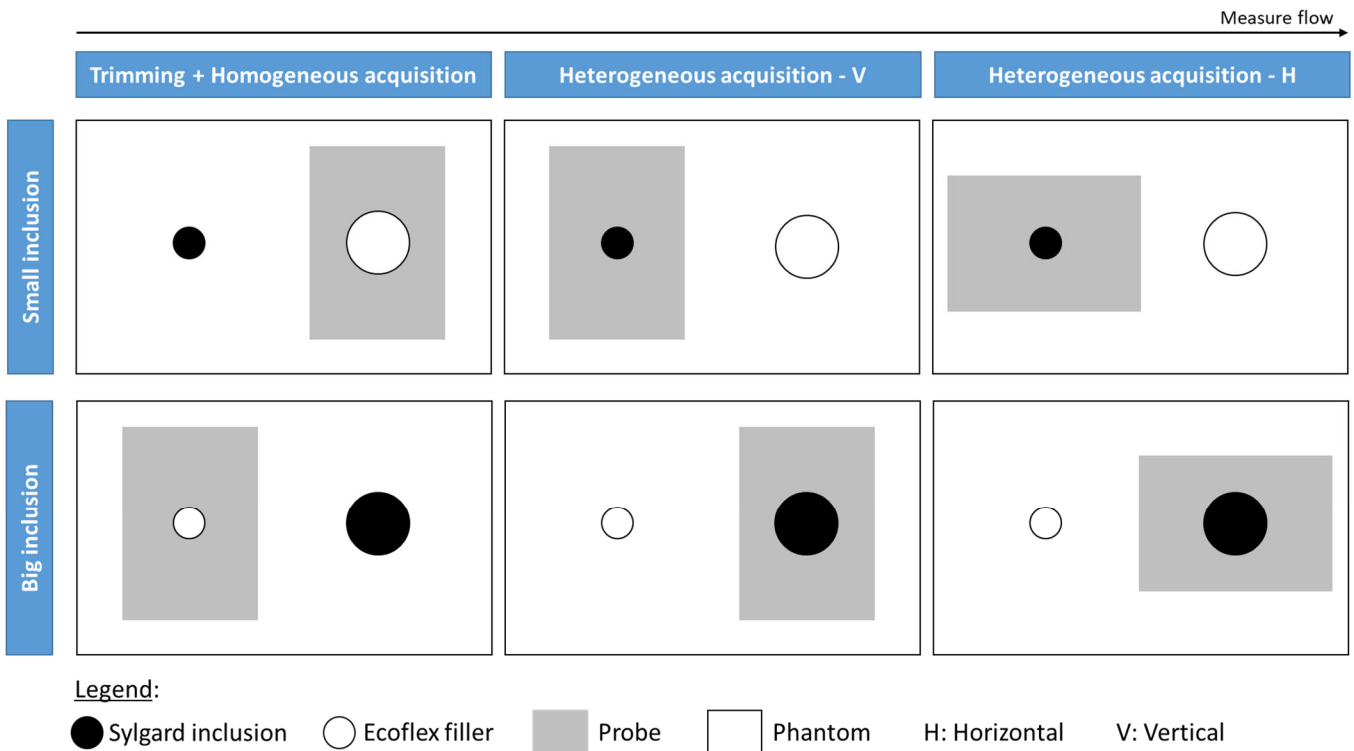 Measure flow
Trimming + Homogeneous acquisition
Heterogeneous acquisition - V
Heterogeneous acquisition - H
Small inclusion
Big inclusion
Legend:
Sylgard inclusion
Ecoflex filler
Probe
Phantom
H: Horizontal
V: Vertical